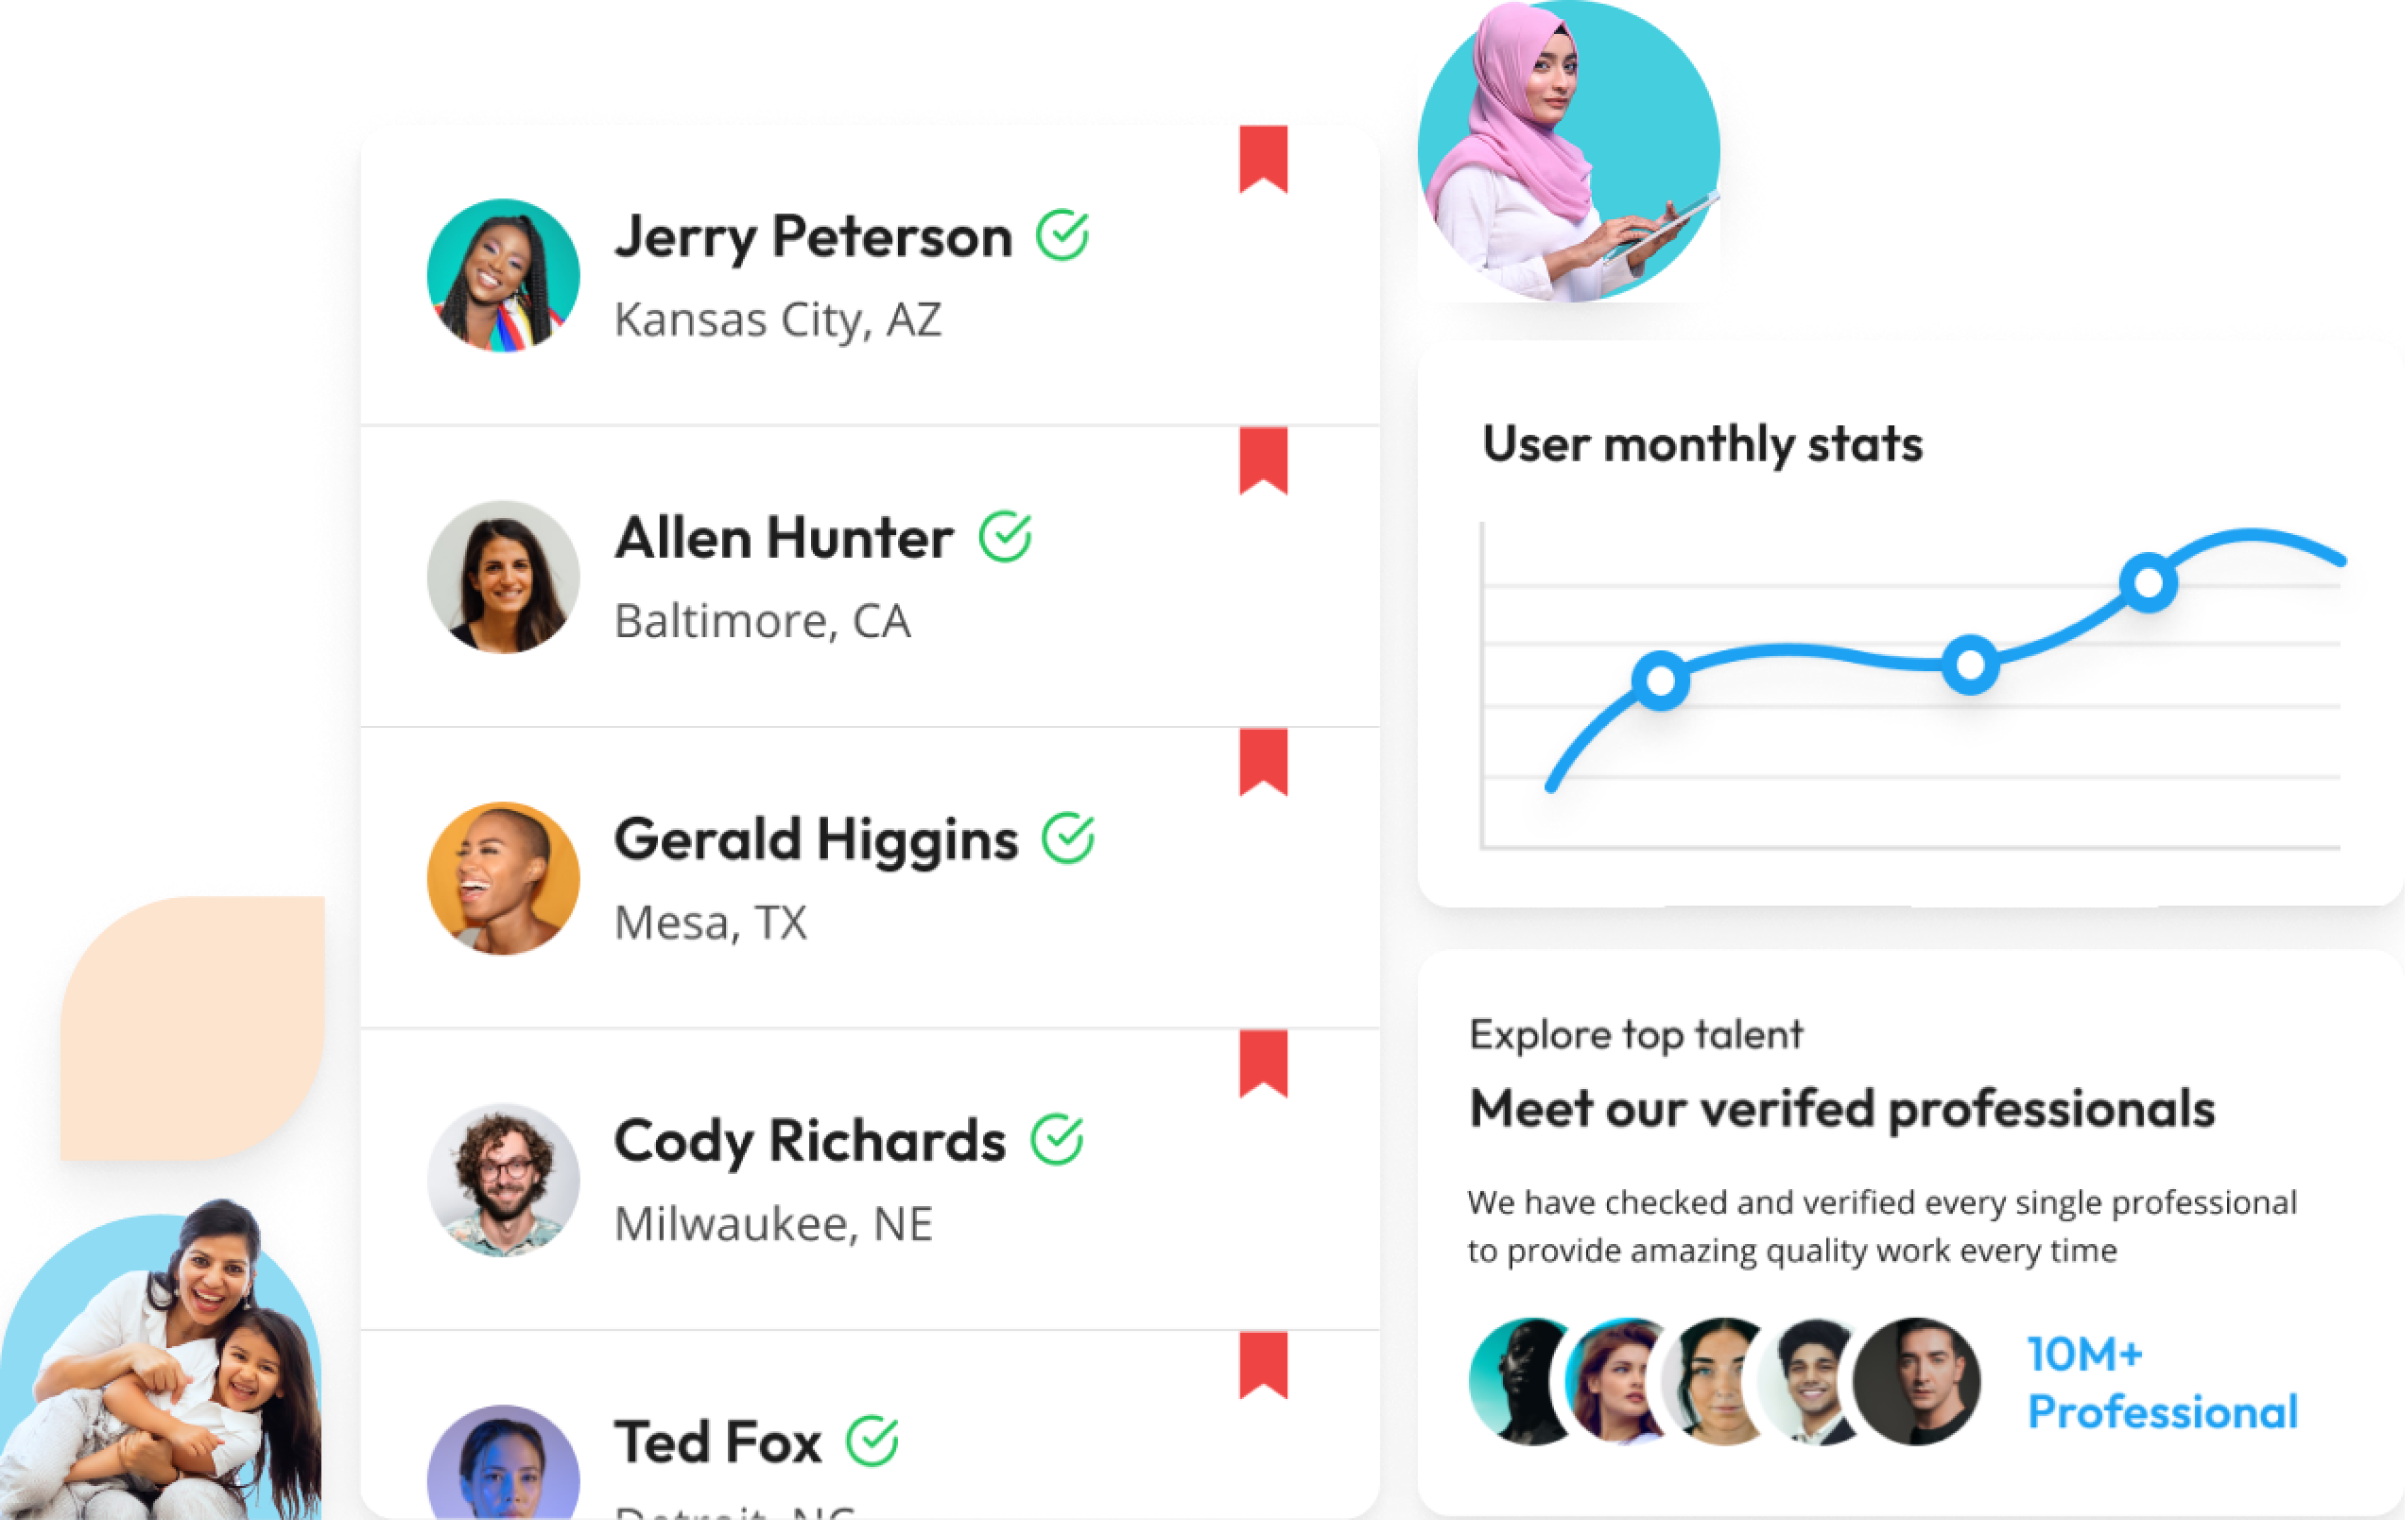 Jerry Peterson
Kansas City, AZ
Allen Hunter
Baltimore, CA
Gerald Higgins
Mesa, TX
Cody Richards
Milwaukee, NE
Ted Fox
Detroit, NC
User monthly stats
Explore top talent
Meet our verifed professionals
We have checked and verified every single professional
to provide amazing quality work every time
10M+
Professional